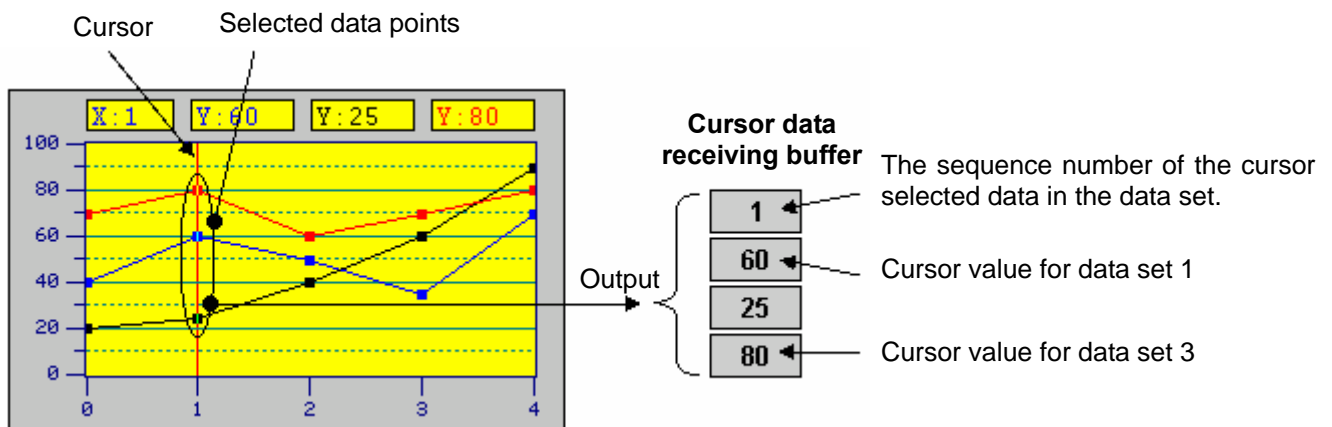 Cursor
Selected data points
X:1 Y:60 Y:25 Y:80
100
80
60
40
20
0
0 1 2 3 4
Output
Cursor data
receiving buffer
1
60
25
80
The sequence number of the cursor
selected data in the data set.
Cursor value for data set 1
Cursor value for data set 3